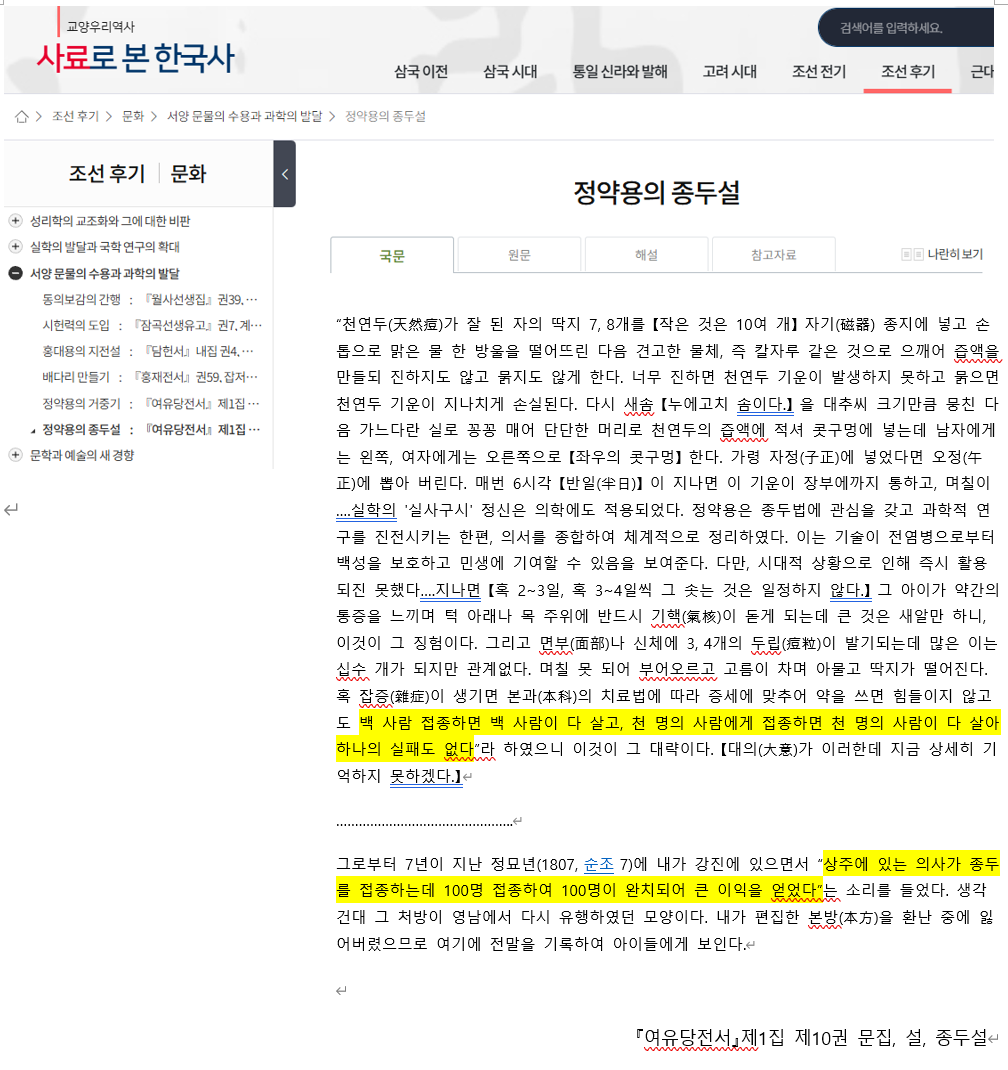 교양우리역사
사료로 본 한국사
검색어를 입력하세요.
삼국 이전 삼국 시대 통일 신라와 발해 고려 시대 조선 전기 조선 후기 근대
조선 후기 > 문화 > 서양 문물의 수용과 과학의 발달 > 정약용의 종두설
조선 후기 | 문화
성리학의 교조화와 그에 대한 비판
실학의 발달과 국학 연구의 확대
서양 문물의 수용과 과학의 발달
동의보감의 간행 : 『월사선생집』 권39, ⋯
시헌력의 도입 : 『잠곡선생유고』 권7, 계⋯
홍대용의 지전설 : 『담헌서』 내집 권4, ⋯
배다리 만들기 : 『홍재전서』 권59, 잡저⋯
정약용의 거중기 : 『여유당전서』 제1집 ⋯
정약용의 종두설 : 『여유당전서』 제1집 ⋯
문학과 예술의 새 경향
정약용의 종두설
국문 원문 해설 참고자료 나란히 보기
“천연두(天然痘)가 잘 된 자의 딱지 7, 8개를 【작은 것은 10여 개】 자기(磁器) 종지에 넣고 손
톱으로 맑은 물 한 방울을 떨어뜨린 다음 견고한 물체, 즉 칼자루 같은 것으로 으깨어 즙액을
만들되 진하지도 않고 묽지도 않게 한다. 너무 진하면 천연두 기운이 발생하지 못하고 묽으면
천연두 기운이 지나치게 손실된다. 다시 새솜 【누에고치 솜이다.】 을 대추씨 크기만큼 뭉친 다
음 가느다란 실로 꽁꽁 매어 단단한 머리로 천연두의 즙액에 적셔 콧구멍에 넣는데 남자에게
는 왼쪽, 여자에게는 오른쪽으로 【좌우의 콧구멍】 한다. 가령 자정(子正)에 넣었다면 오정(午
正)에 뽑아 버린다. 매번 6시각 【반일(半日)】 이 지나면 이 기운이 장부에까지 통하고, 며칠이
....실학의 '실사구시' 정신은 의학에도 적용되었다. 정약용은 종두법에 관심을 갖고 과학적 연
구를 진전시키는 한편, 의서를 종합하여 체계적으로 정리하였다. 이는 기술이 전염병으로부터
백성을 보호하고 민생에 기여할 수 있음을 보여준다. 다만, 시대적 상황으로 인해 즉시 활용
되진 못했다....지나면 【혹 2~3일, 혹 3~4일씩 그 솟는 것은 일정하지 않다.】 그 아이가 약간의
통증을 느끼며 턱 아래나 목 주위에 반드시 기핵(氣核)이 돋게 되는데 큰 것은 새알만 하니,
이것이 그 징험이다. 그리고 면부(面部)나 신체에 3, 4개의 두립(痘粒)이 발기되는데 많은 이는
십수 개가 되지만 관계없다. 며칠 못 되어 부어오르고 고름이 차며 아물고 딱지가 떨어진다.
혹 잡증(雜症)이 생기면 본과(本科)의 치료법에 따라 증세에 맞추어 약을 쓰면 힘들이지 않고
도 백 사람 접종하면 백 사람이 다 살고, 천 명의 사람에게 접종하면 천 명의 사람이 다 살아
하나의 실패도 없다”라 하였으니 이것이 그 대략이다. 【대의(大意)가 이러한데 지금 상세히 기
억하지 못하겠다.】
...............................................
그로부터 7년이 지난 정묘년(1807, 순조 7)에 내가 강진에 있으면서 “상주에 있는 의사가 종두
를 접종하는데 100명 접종하여 100명이 완치되어 큰 이익을 얻었다”는 소리를 들었다. 생각
건대 그 처방이 영남에서 다시 유행하였던 모양이다. 내가 편집한 본방(本方)을 환난 중에 잃
어버렸으므로 여기에 전말을 기록하여 아이들에게 보인다.
『여유당전서』제1집 제10권 문집, 설, 종두설